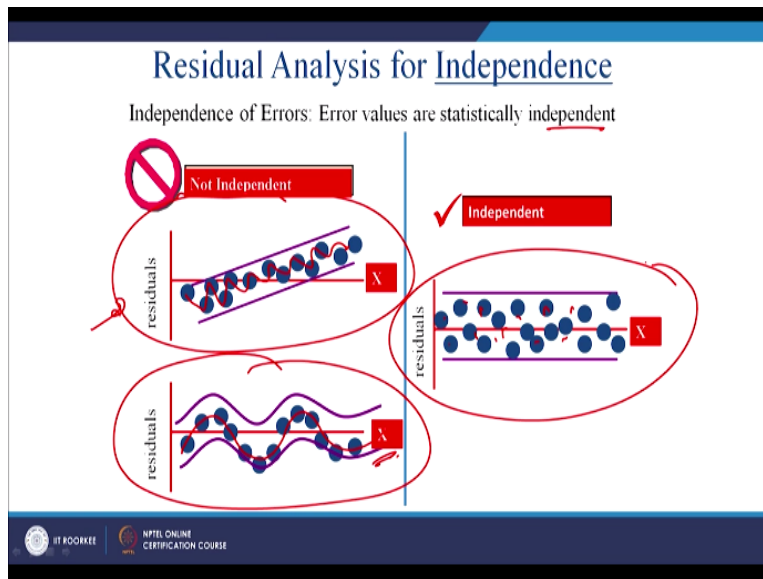 Residual Analysis for Independence
Independence of Errors: Error values are statistically independent
Not Independent
residuals
X
residuals
X
Independent
residuals
X
IIT ROORKEE
NPTEL ONLINE
CERTIFICATION COURSE